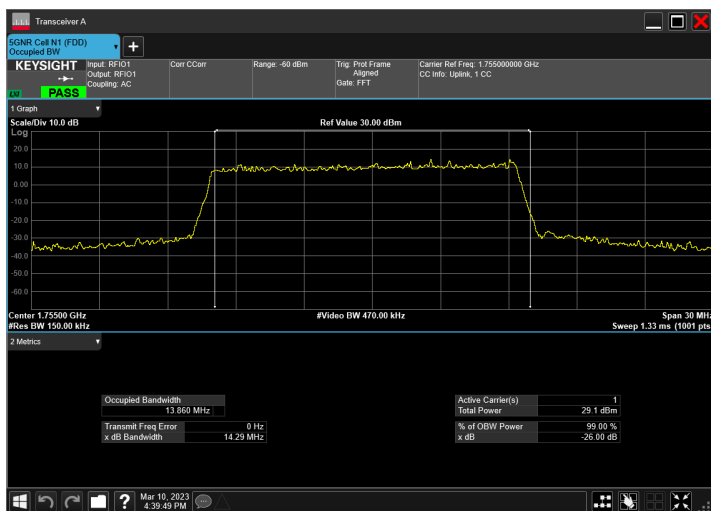 Transceiver A
5GNR Cell N1 (FDD)
Occupied BW
KEYSIGHT
LXI
PASS
Input: RFIO1
Output: RFIO1
Coupling: AC
Corr CCorr
Range: -60 dBm
Trig: Prot Frame
Aligned
Gate: FFT
Carrier Ref Freq: 1.755000000 GHz
CC Info: Uplink, 1 CC
1 Graph
Scale/Div 10.0 dB
Ref Value 30.00 dBm
Log
20.0
10.0
0.00
-10.0
-20.0
-30.0
-40.0
-50.0
-60.0
Center 1.75500 GHz
#Video BW 470.00 kHz
Span 30 MHz
#Res BW 150.00 kHz
Sweep 1.33 ms (1001 pts
2 Metrics
Occupied Bandwidth
13.860 MHz
Transmit Freq Error 0 Hz
x dB Bandwidth 14.29 MHz
Active Carrier(s) 1
Total Power 29.1 dBm
% of OBW Power 99.00 %
x dB -26.00 dB
?
Mar 10, 2023
4:39:49 PM